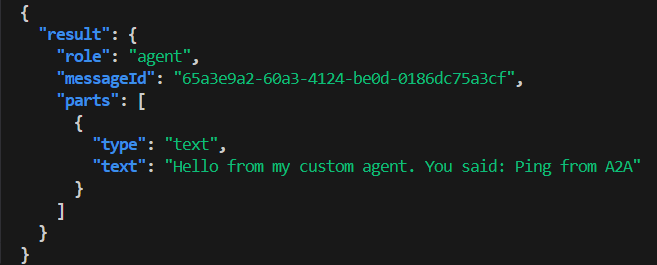 {
  "result": {
    "role": "agent",
    "messageId": "65a3e9a2-60a3-4124-be0d-0186dc75a3cf",
    "parts": [
      {
        "type": "text",
        "text": "Hello from my custom agent. You said: Ping from A2A"
      }
    ]
  }
}